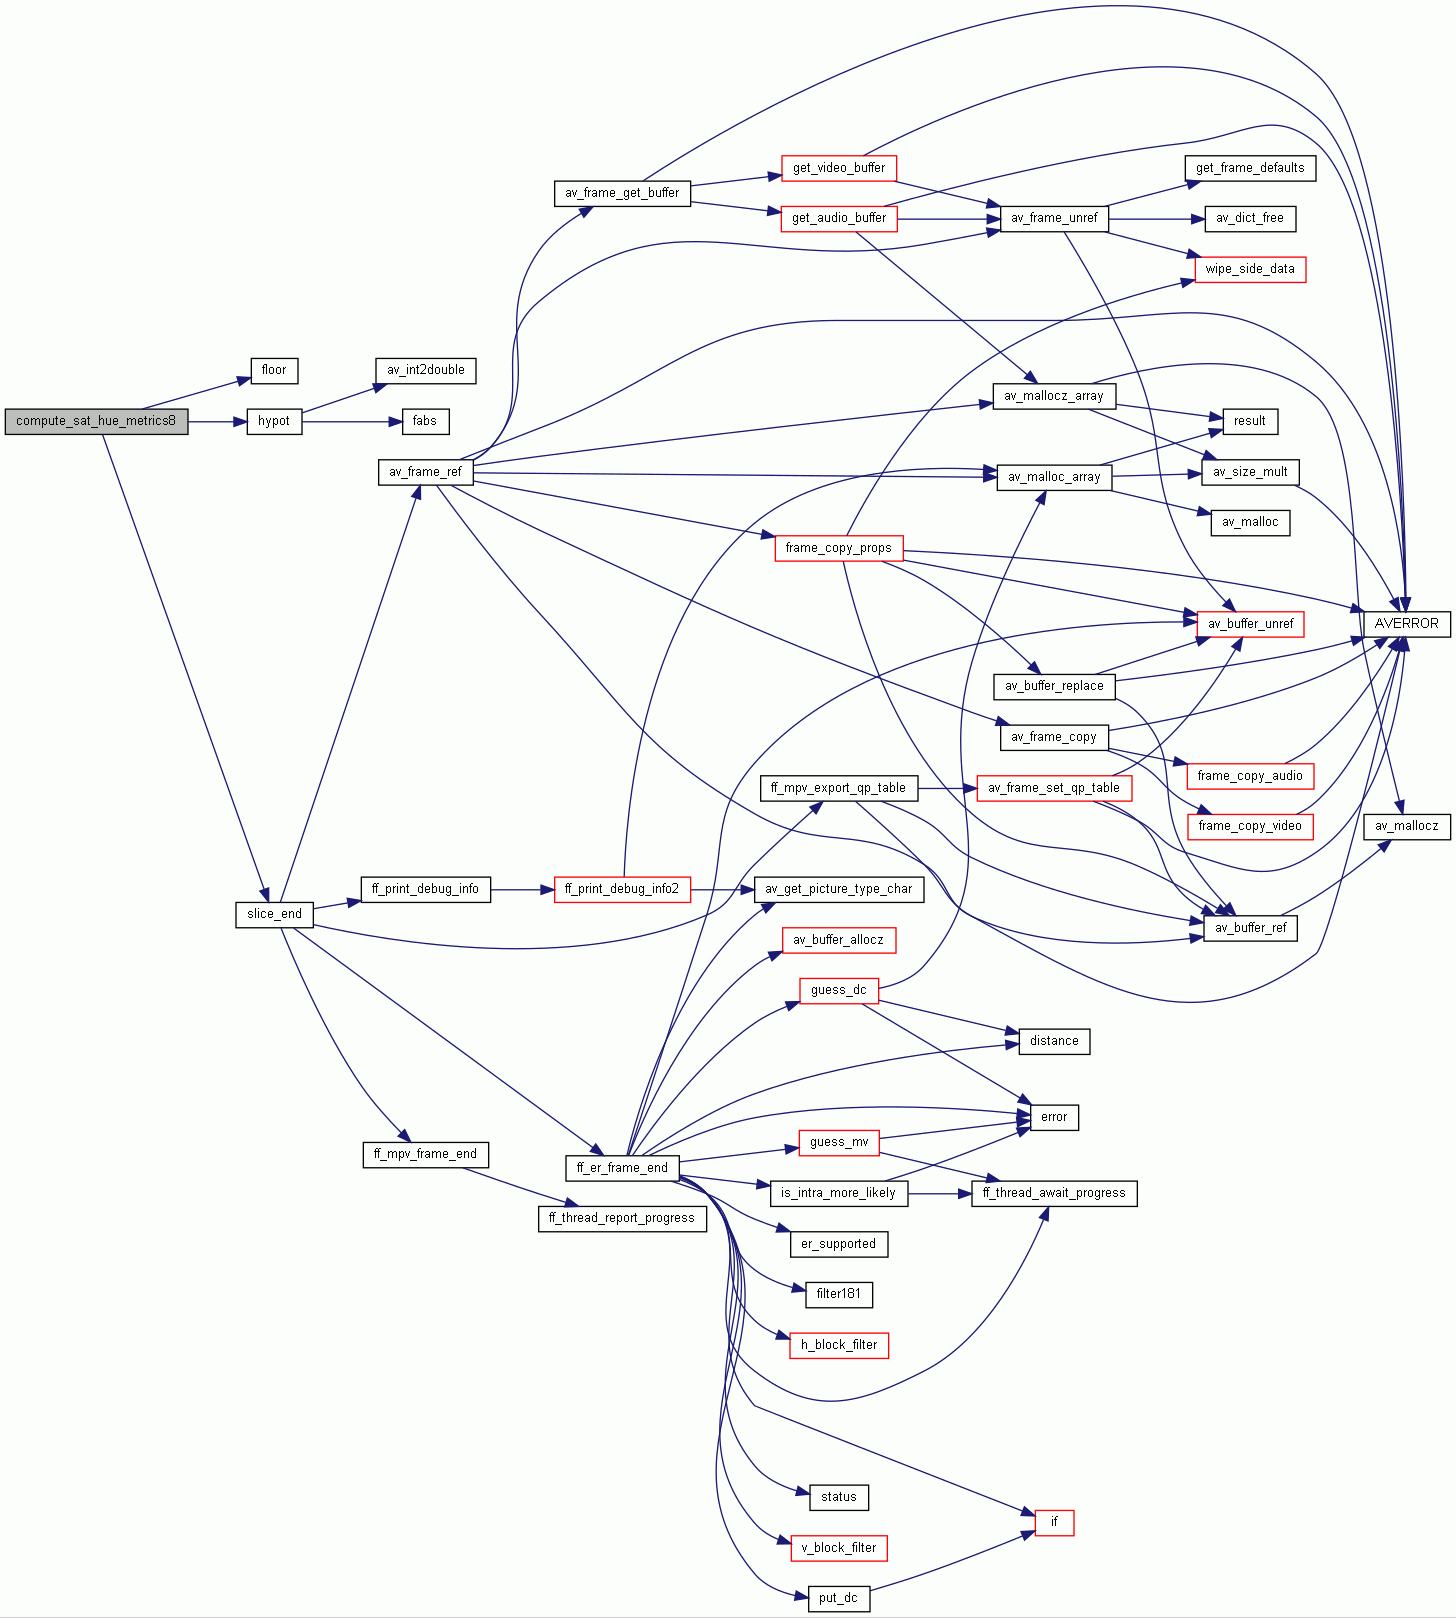 get_video_buffer
get_frame_defaults
av_frame_get_buffer
get_audio_buffer
av_frame_unref
av_dict_free
wipe_side_data
floor
av_int2double
av_mallocz_array
compute_sat_hue_metrics8
hypot
fabs
result
av_frame_ref
av_malloc_array
av_size_mult
av_malloc
frame_copy_props
av_buffer_unref
AVERROR
av_buffer_replace
av_frame_copy
frame_copy_audio
ff_mpv_export_qp_table
av_frame_set_qp_table
frame_copy_video
av_mallocz
ff_print_debug_info
ff_print_debug_info2
av_get_picture_type_char
slice_end
av_buffer_ref
av_buffer_allocz
guess_dc
distance
error
guess_mv
ff_mpv_frame_end
ff_er_frame_end
is_intra_more_likely
ff_thread_await_progress
ff_thread_report_progress
er_supported
filter181
h_block_filter
status
if
v_block_filter
put_dc